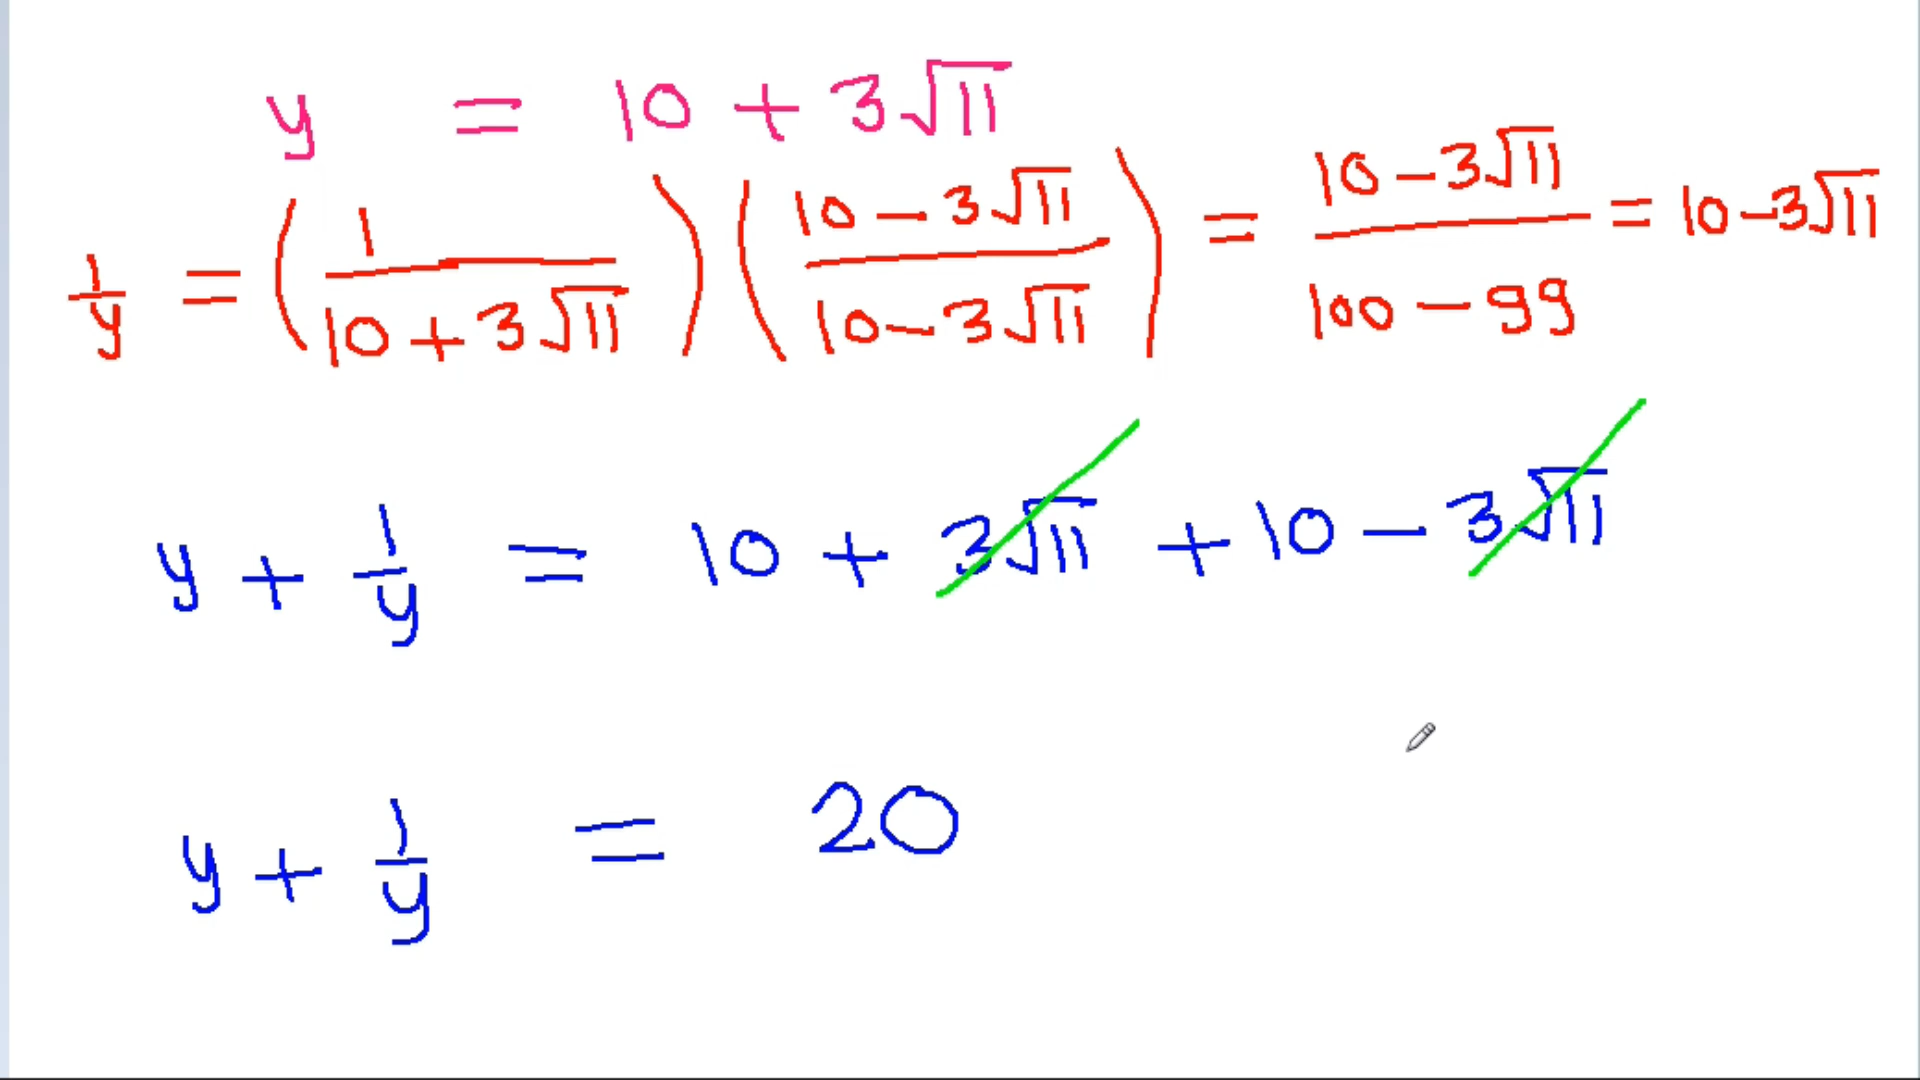 y = 10 + 3√11
1/y = (1/(10 + 3√11)) ((10 - 3√11)/(10 - 3√11)) = (10 - 3√11)/(100 - 99) = 10 - 3√11
y + 1/y = 10 + 3√11 + 10 - 3√11
y + 1/y = 20